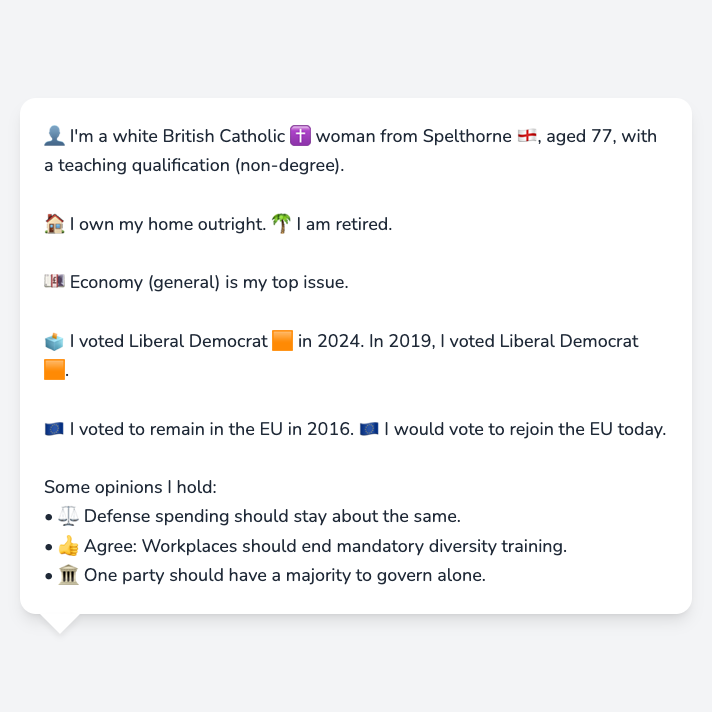 👤 I'm a white British Catholic ✝️ woman from Spelthorne 🏴󠁧󠁢󠁥󠁮󠁧󠁿, aged 77, with
a teaching qualification (non-degree).
🏠 I own my home outright. 🌴 I am retired.
💷 Economy (general) is my top issue.
🗳️ I voted Liberal Democrat 🟧 in 2024. In 2019, I voted Liberal Democrat
🟧.
🇪🇺 I voted to remain in the EU in 2016. 🇪🇺 I would vote to rejoin the EU today.
Some opinions I hold:
• ⚖️ Defense spending should stay about the same.
• 👍 Agree: Workplaces should end mandatory diversity training.
• 🏛️ One party should have a majority to govern alone.